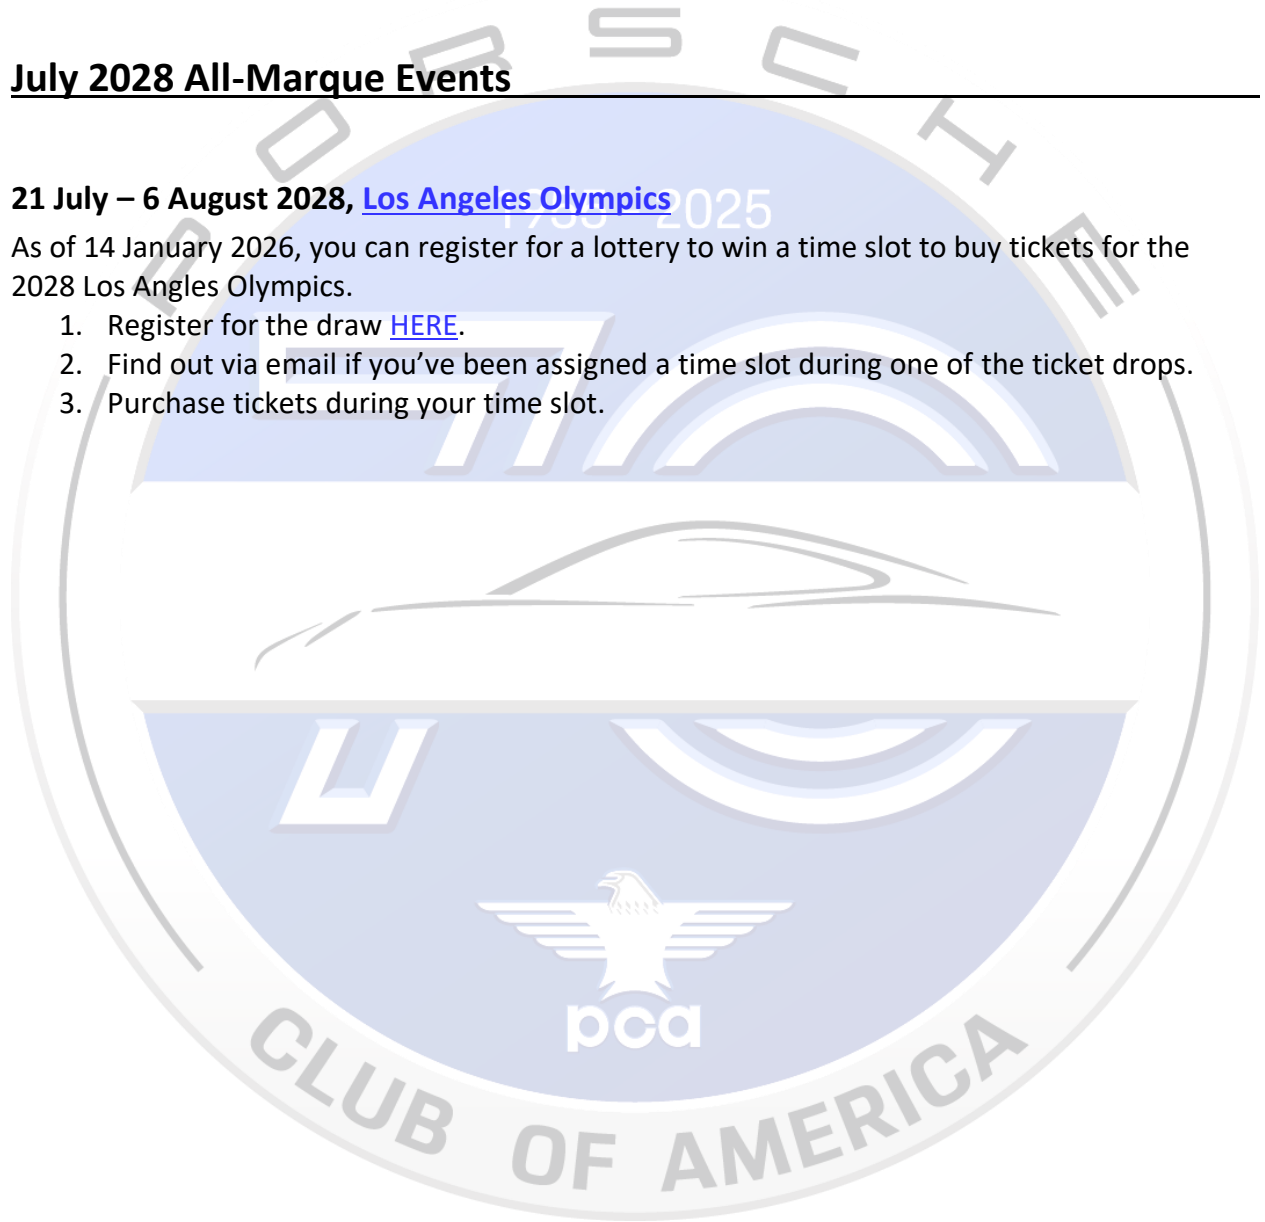 PORSCHE
July 2028 All-Marque Events
1955 - 2025
21 July – 6 August 2028, Los Angeles Olympics
As of 14 January 2026, you can register for a lottery to win a time slot to buy tickets for the
2028 Los Angles Olympics.
1. Register for the draw HERE.
2. Find out via email if you’ve been assigned a time slot during one of the ticket drops.
3. Purchase tickets during your time slot.
70
pca
CLUB OF AMERICA